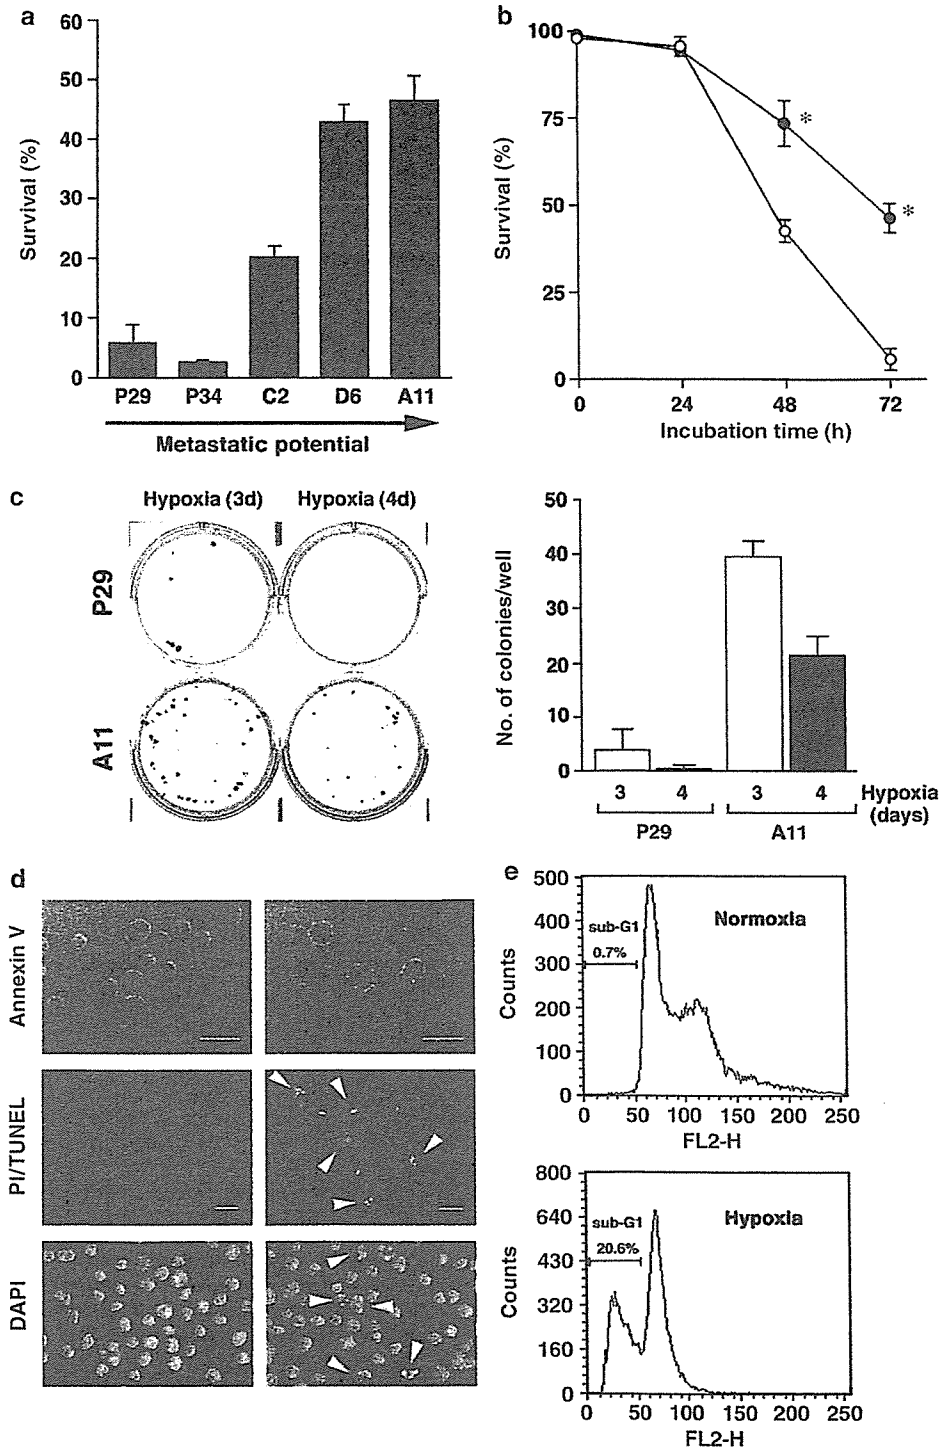 a
60
50
40
30
20
10
0
Survival (%)
P29 P34 C2 D6 A11
Metastatic potential
b
100
75
50
25
0
Survival (%)
*
*
0 24 48 72
Incubation time (h)
c
Hypoxia (3d) Hypoxia (4d)
P29
A11
50
40
30
20
10
0
No. of colonies/well
3 4 3 4 Hypoxia
(days)
P29 A11
d
Annexin V
PI/TUNEL
DAPI
e
500
400
300
200
100
0
Counts
sub-G1
0.7%
Normoxia
0 50 100 150 200 250
FL2-H
800
640
430
320
160
0
Counts
sub-G1
20.6%
Hypoxia
0 50 100 150 200 250
FL2-H